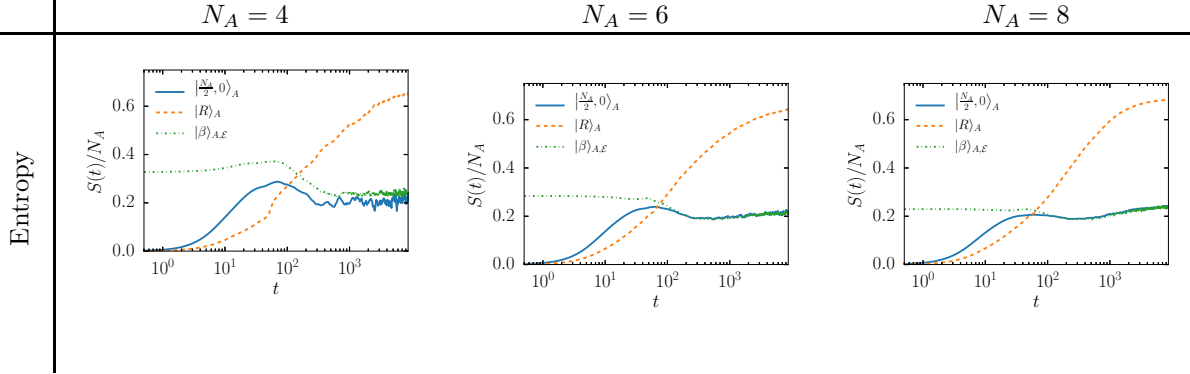 N_A = 4
N_A = 6
N_A = 8
Entropy
S(t)/N_A
0.6
0.4
0.2
0.0
|N_A/2, 0⟩_A
|R⟩_A
|β⟩_{A,ℰ}
10^0 10^1 10^2 10^3
t
S(t)/N_A
0.6
0.4
0.2
0.0
|N_A/2, 0⟩_A
|R⟩_A
|β⟩_{A,ℰ}
10^0 10^1 10^2 10^3
t
S(t)/N_A
0.6
0.4
0.2
0.0
|N_A/2, 0⟩_A
|R⟩_A
|β⟩_{A,ℰ}
10^0 10^1 10^2 10^3
t